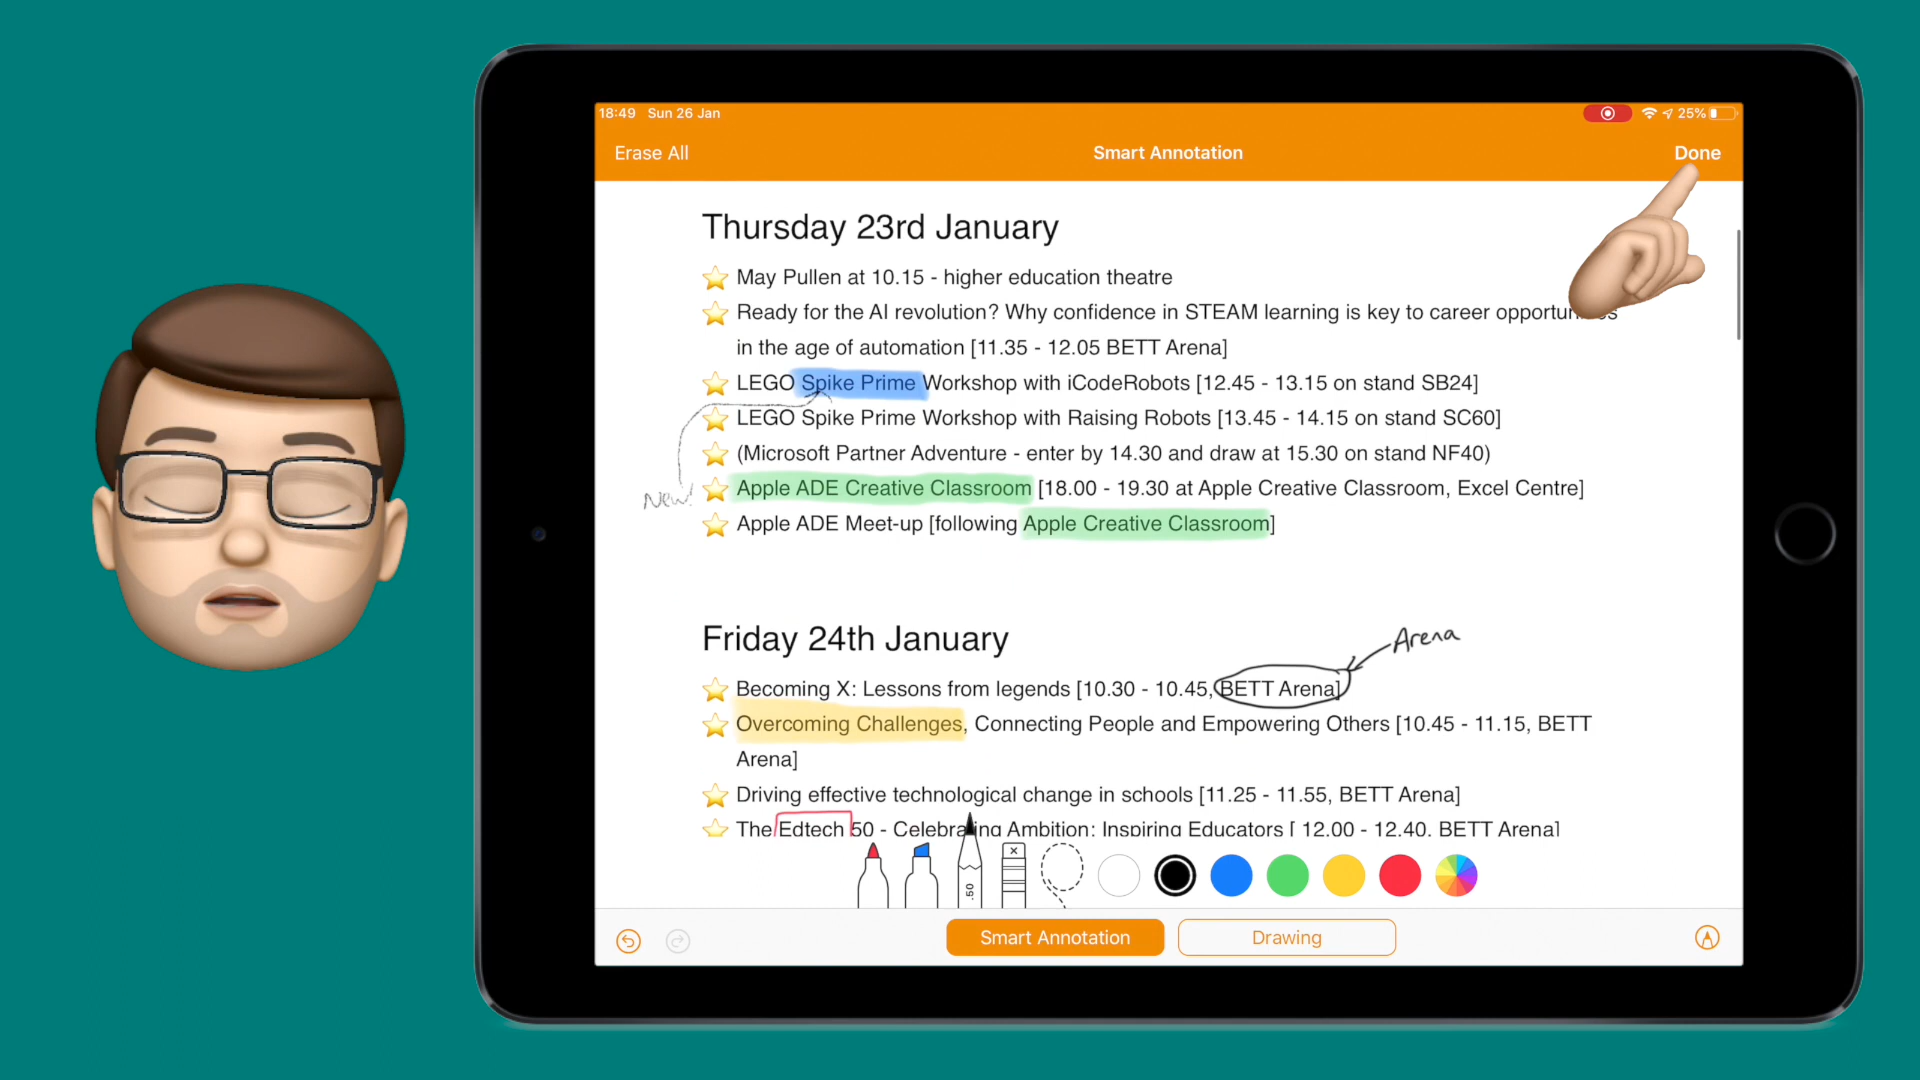 18:49 Sun 26 Jan 25%
Erase All Smart Annotation Done
Thursday 23rd January
May Pullen at 10.15 - higher education theatre
Ready for the AI revolution? Why confidence in STEAM learning is key to career
in the age of automation [11.35 - 12.05 BETT Arena]
LEGO Spike Prime Workshop with iCodeRobots [12.45 - 13.15 on stand SB24]
LEGO Spike Prime Workshop with Raising Robots [13.45 - 14.15 on stand SC60]
(Microsoft Partner Adventure - enter by 14.30 and draw at 15.30 on stand NF40)
New!
Apple ADE Creative Classroom [18.00 - 19.30 at Apple Creative Classroom, Excel Centre]
Apple ADE Meet-up [following Apple Creative Classroom]
Friday 24th January
Arena
Becoming X: Lessons from legends [10.30 - 10.45, BETT Arena]
Overcoming Challenges, Connecting People and Empowering Others [10.45 - 11.15, BETT
Arena]
Driving effective technological change in schools [11.25 - 11.55, BETT Arena]
The Edtech 50 - Celebrating Ambition: Inspiring Educators [ 12.00 - 12.40, BETT Arena]
.50
Smart Annotation Drawing